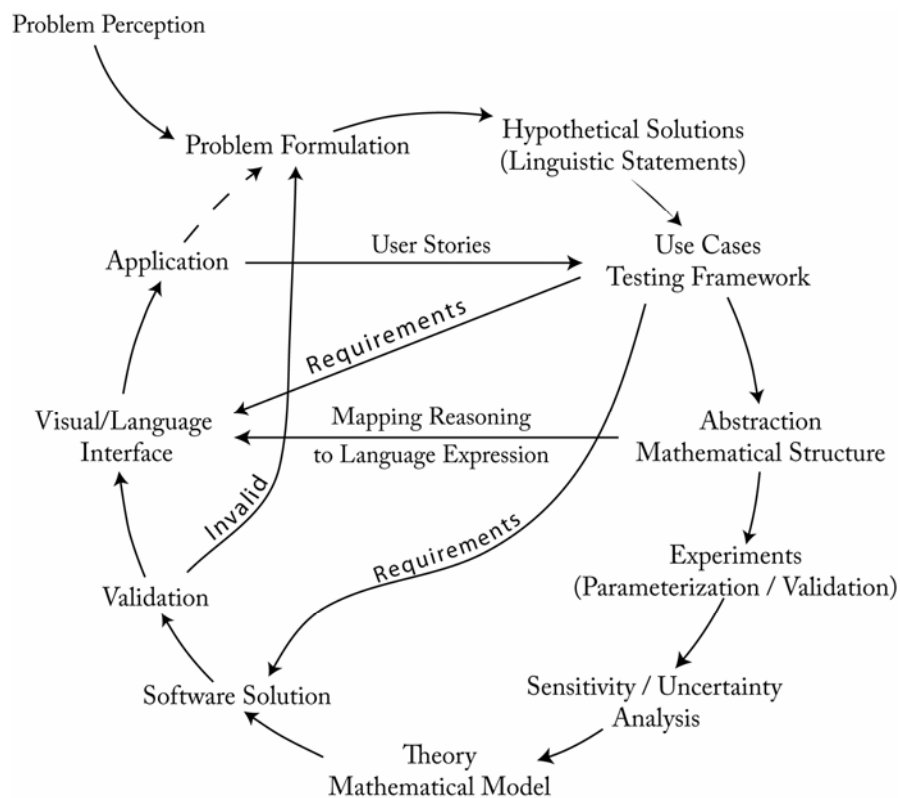 Problem Perception
Problem Formulation
Hypothetical Solutions
(Linguistic Statements)
Application
User Stories
Use Cases
Testing Framework
Requirements
Visual/Language
Interface
Mapping Reasoning
to Language Expression
Abstraction
Mathematical Structure
Invalid
Requirements
Experiments
(Parameterization / Validation)
Validation
Software Solution
Sensitivity / Uncertainty
Analysis
Theory
Mathematical Model